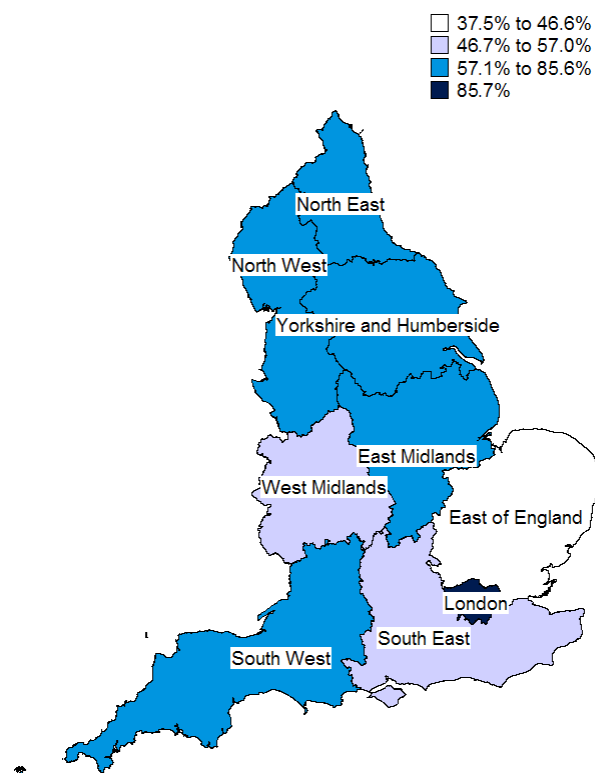 37.5% to 46.6%
46.7% to 57.0%
57.1% to 85.6%
85.7%
North East
North West
Yorkshire and Humberside
East Midlands
West Midlands
East of England
London
South East
South West